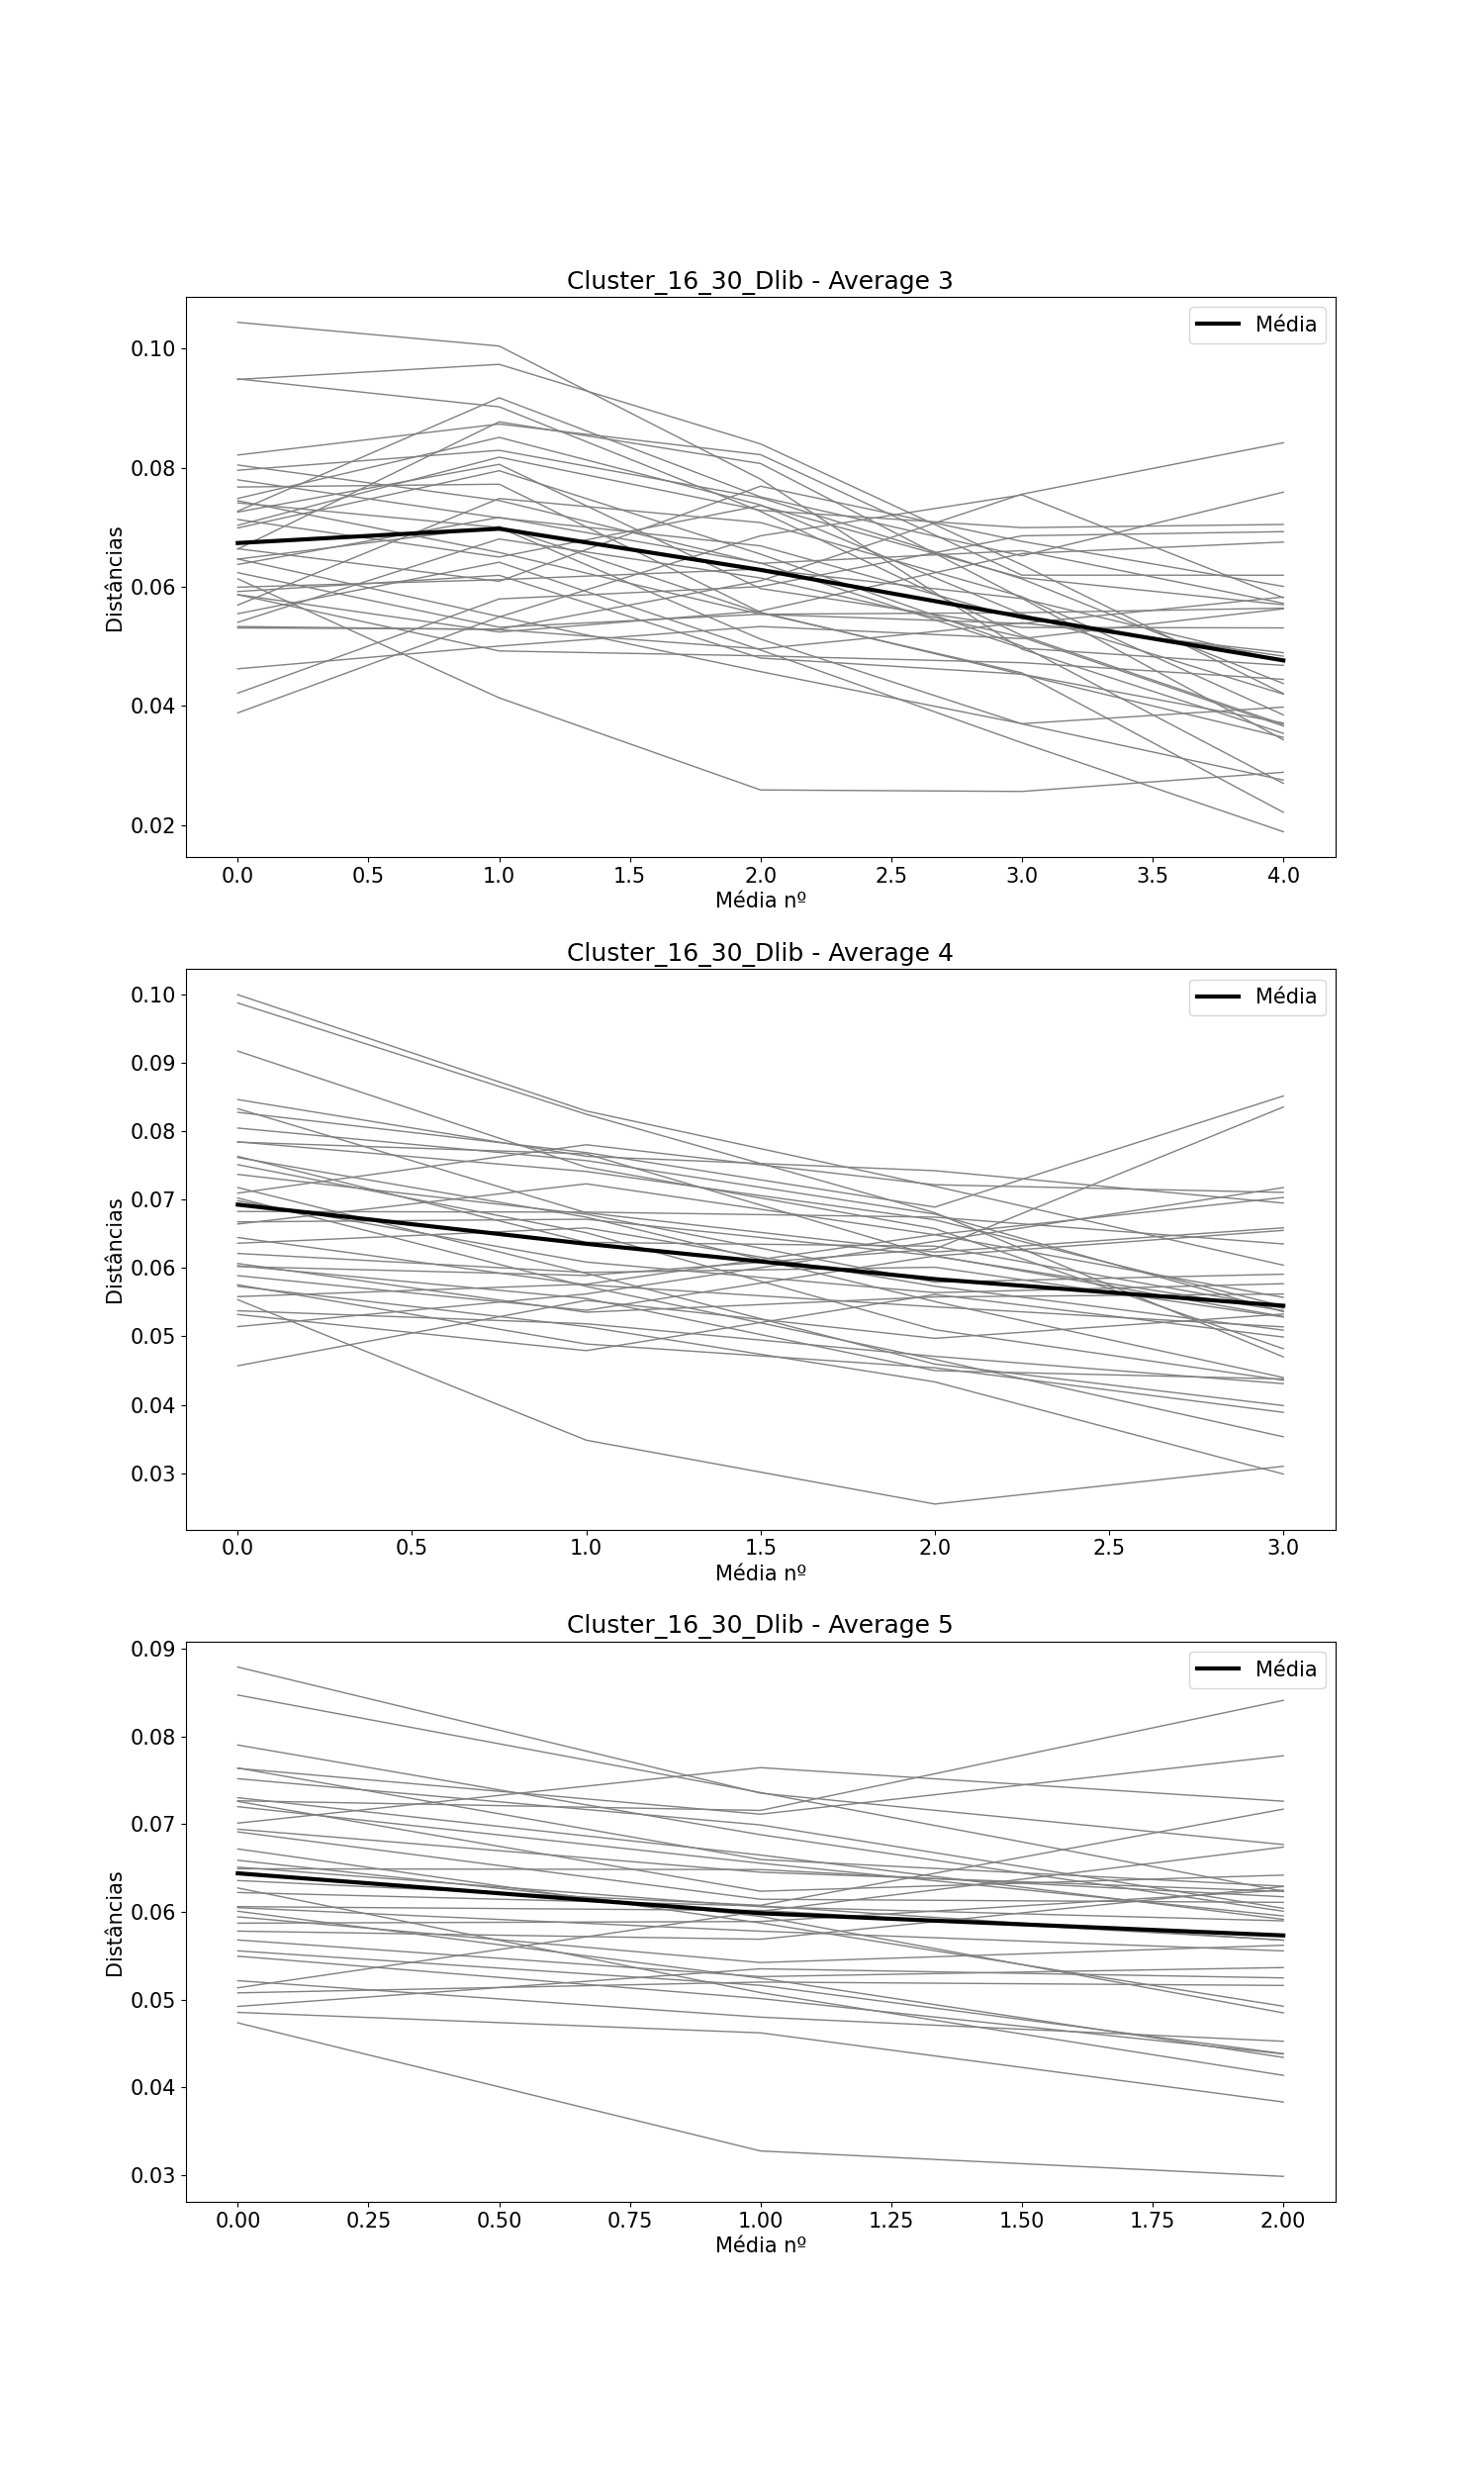 Cluster_16_30_Dlib - Average 3
Média
Distâncias
0.10
0.08
0.06
0.04
0.02
0.0 0.5 1.0 1.5 2.0 2.5 3.0 3.5 4.0
Média nº
Cluster_16_30_Dlib - Average 4
Média
Distâncias
0.10
0.09
0.08
0.07
0.06
0.05
0.04
0.03
0.0 0.5 1.0 1.5 2.0 2.5 3.0
Média nº
Cluster_16_30_Dlib - Average 5
Média
Distâncias
0.09
0.08
0.07
0.06
0.05
0.04
0.03
0.00 0.25 0.50 0.75 1.00 1.25 1.50 1.75 2.00
Média nº